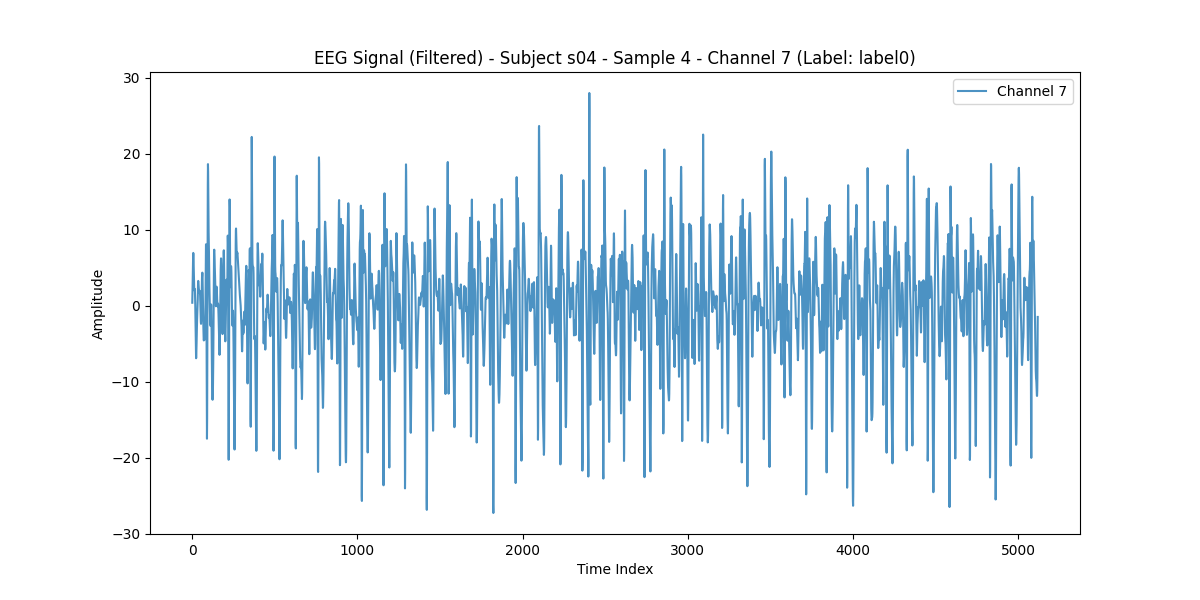 EEG Signal (Filtered) - Subject s04 - Sample 4 - Channel 7 (Label: label0)
Channel 7
30
20
10
0
−10
−20
−30
Amplitude
0 1000 2000 3000 4000 5000
Time Index